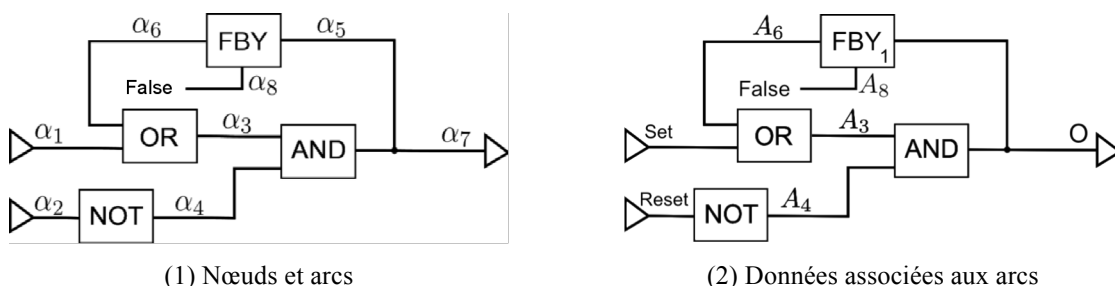 α6 FBY α5 A6 FBY1
False α8 False A8
α1 OR α3 AND α7 Set OR A3 AND O
α2 NOT α4 Reset NOT A4
(1) Nœuds et arcs (2) Données associées aux arcs